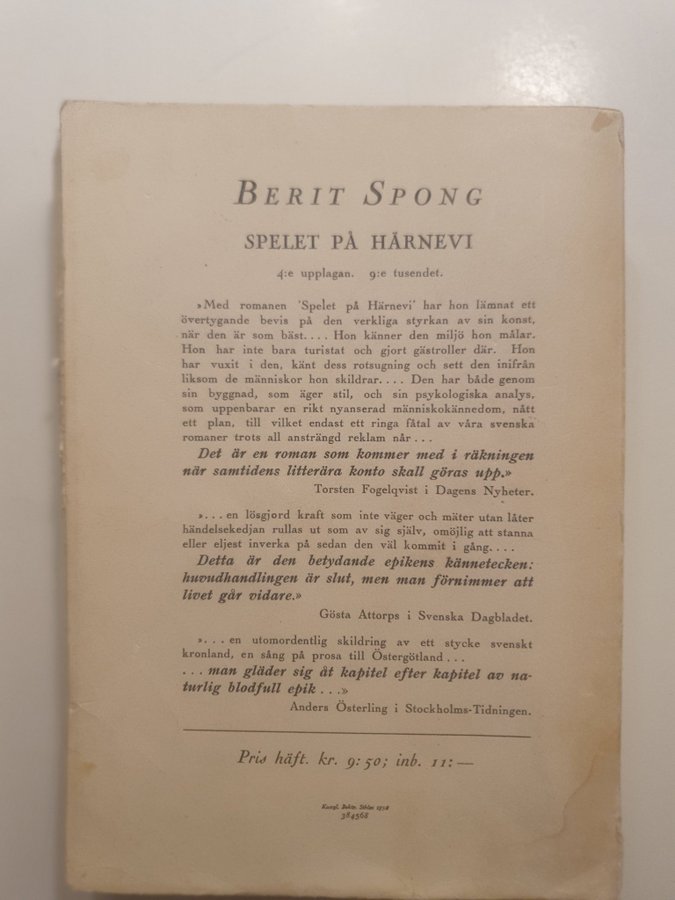 BERIT SPONG
SPELET PÅ HÄRNEVI
4:e upplagan. 9:e tusendet.
»Med romanen 'Spelet på Härnevi' har hon lämnat ett
övertygande bevis på den verkliga styrkan av sin konst,
när den är som bäst.... Hon känner den miljö hon målar.
Hon har inte bara turistat och gjort gästroller där. Hon
har vuxit i den, känt dess rotsugning och sett den inifrån
liksom de människor hon skildrar.... Den har både genom
sin byggnad, som äger stil, och sin psykologiska analys,
som uppenbarar en rikt nyanserad människokännedom, nått
ett plan, till vilket endast ett ringa fåtal av våra svenska
romaner trots all ansträngd reklam når...
Det är en roman som kommer med i räkningen
när samtidens litterära konto skall göras upp.»
Torsten Fogelqvist i Dagens Nyheter.
»...en lösgjord kraft som inte väger och mäter utan låter
händelsekedjan rullas ut som av sig själv, omöjlig att stanna
eller eljest inverka på sedan den väl kommit i gång....
Detta är den betydande epikens kännetecken:
huvudhandlingen är slut, men man förnimmer att
livet går vidare.»
Gösta Attorps i Svenska Dagbladet.
»...en utomordentlig skildring av ett stycke svenskt
kronland, en sång på prosa till Östergötland...
...man gläder sig åt kapitel efter kapitel av na-
turlig blodfull epik...»
Anders Österling i Stockholms-Tidningen.
Pris häft. kr. 9:50; inb. 11:—
Kungl. Boktr. Sthlm
384568